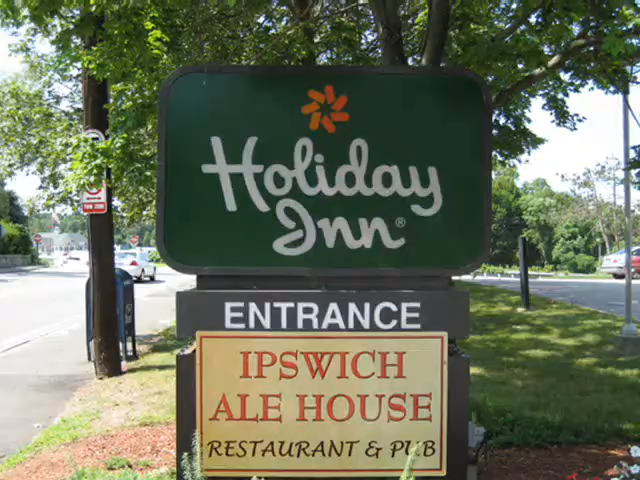 Holiday
Inn®
ENTRANCE
IPSWICH
ALE HOUSE
RESTAURANT & PUB